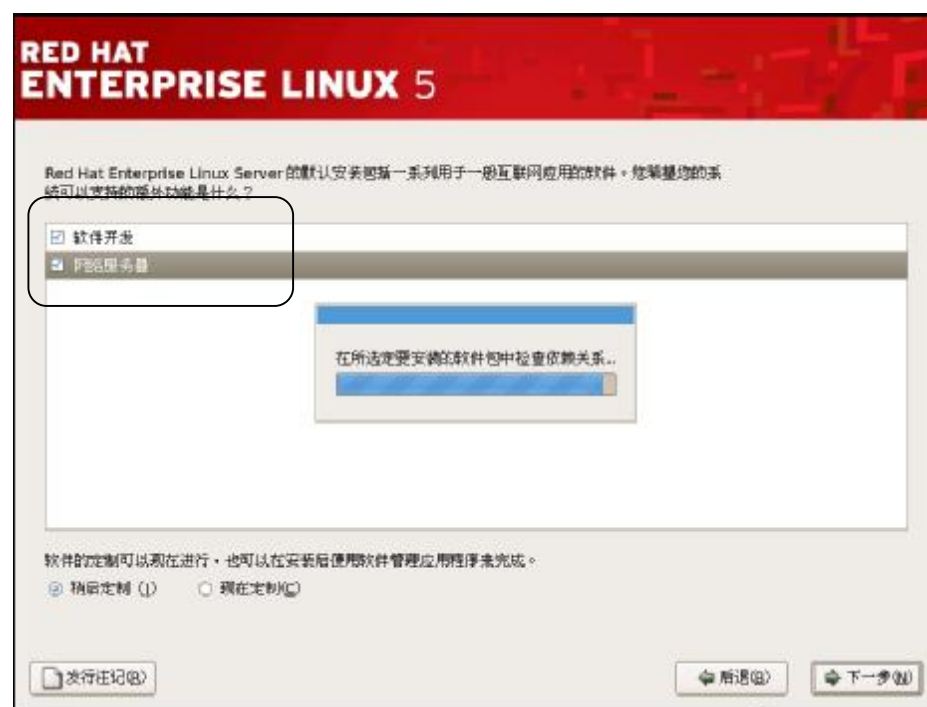 RED HAT
ENTERPRISE LINUX 5
Red Hat Enterprise Linux Server 的默认安装包括一系列用于一般互联网应用的软件。您希望您的系
统可以支持的额外功能是什么？
软件开发
网络服务器
在所选定要安装的软件包中检查依赖关系...
软件的定制可以现在进行，也可以在安装后使用软件管理应用程序来完成。
稍后定制 (l) 现在定制(C)
发行注记(R) 后退(B) 下一步(N)